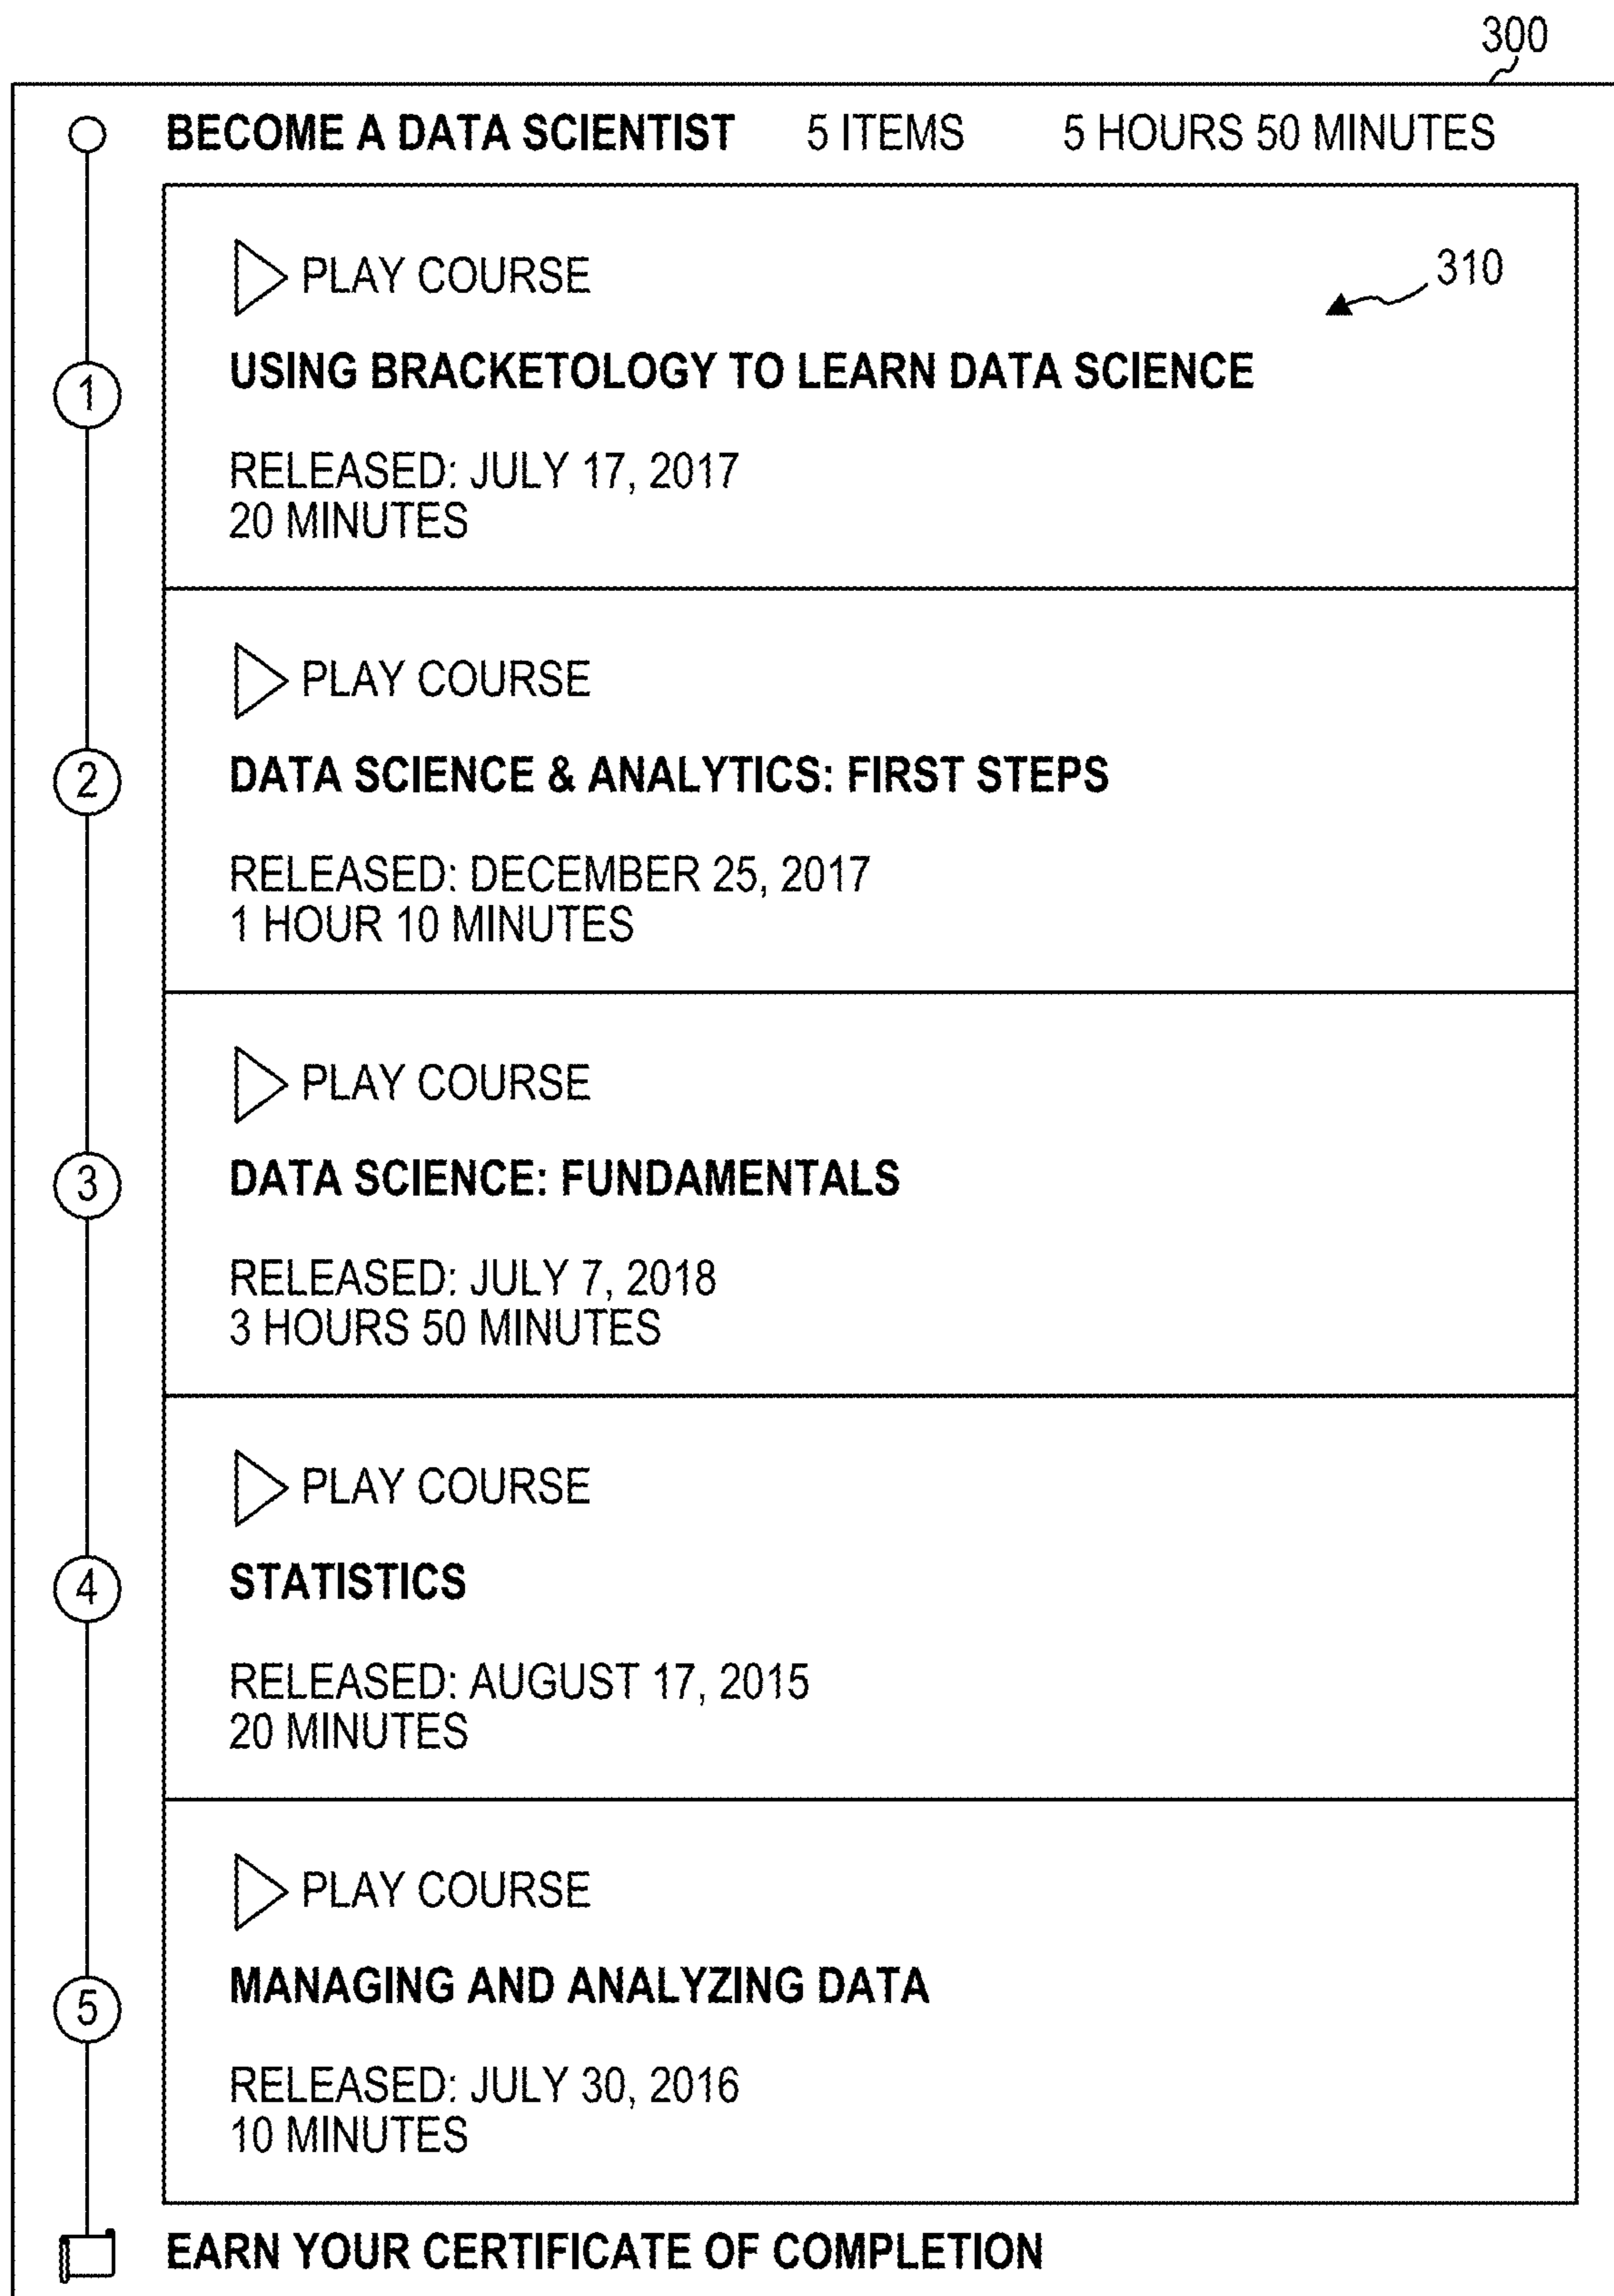 300
BECOME A DATA SCIENTIST 5 ITEMS 5 HOURS 50 MINUTES
PLAY COURSE
310
1
USING BRACKETOLOGY TO LEARN DATA SCIENCE
RELEASED: JULY 17, 2017
20 MINUTES
PLAY COURSE
2
DATA SCIENCE & ANALYTICS: FIRST STEPS
RELEASED: DECEMBER 25, 2017
1 HOUR 10 MINUTES
PLAY COURSE
3
DATA SCIENCE: FUNDAMENTALS
RELEASED: JULY 7, 2018
3 HOURS 50 MINUTES
PLAY COURSE
4
STATISTICS
RELEASED: AUGUST 17, 2015
20 MINUTES
PLAY COURSE
5
MANAGING AND ANALYZING DATA
RELEASED: JULY 30, 2016
10 MINUTES
EARN YOUR CERTIFICATE OF COMPLETION